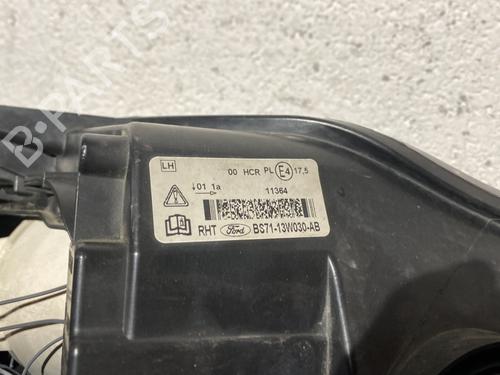 B-PARTS
LH
00 HCR PL E4 17,5
↓01 1a
11364
RHT Ford BS71-13W030-AB